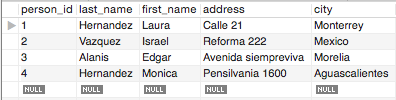 person_id last_name first_name address city
1 Hernandez Laura Calle 21 Monterrey
2 Vazquez Israel Reforma 222 Mexico
3 Alanis Edgar Avenida siempreviva Morelia
4 Hernandez Monica Pensilvania 1600 Aguascalientes
NULL NULL NULL NULL NULL